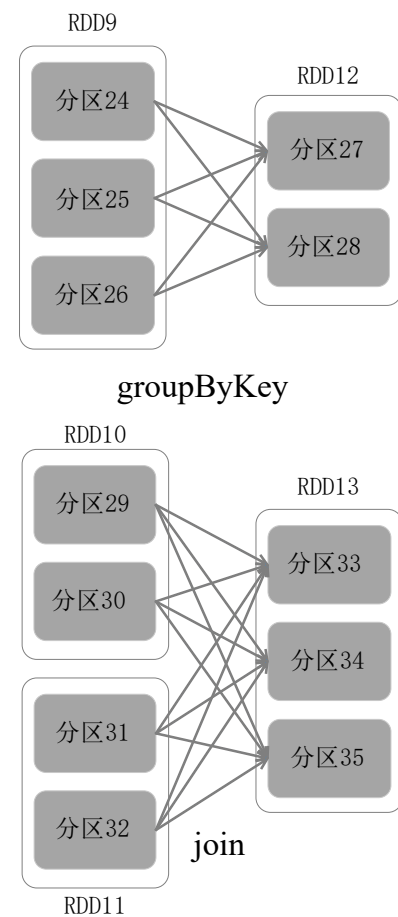 RDD9
分区24
分区25
分区26
RDD12
分区27
分区28
groupByKey
RDD10
分区29
分区30
分区31
分区32
RDD11
RDD13
分区33
分区34
分区35
join